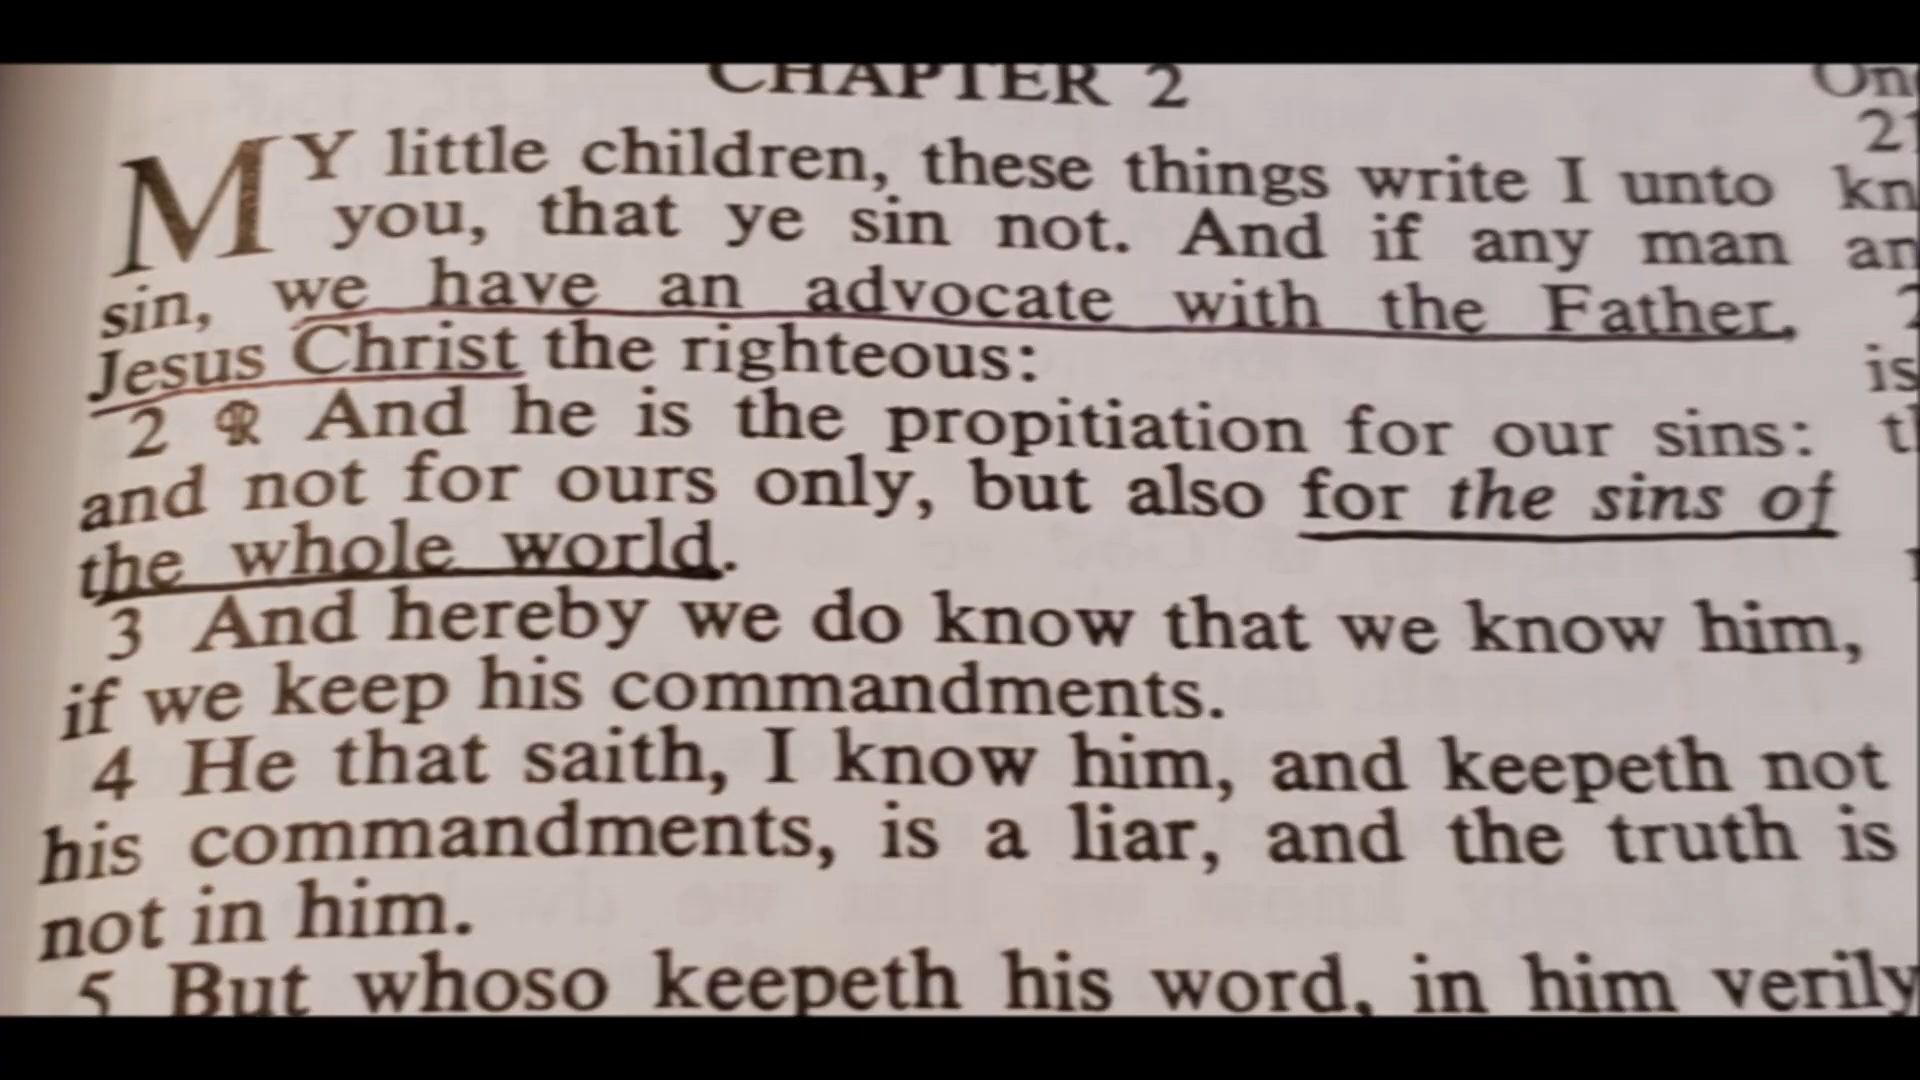 CHAPTER 2
MY little children, these things write I unto
you, that ye sin not. And if any man
sin, we have an advocate with the Father,
Jesus Christ the righteous:
2 And he is the propitiation for our sins:
and not for ours only, but also for the sins of
the whole world.
3 And hereby we do know that we know him,
if we keep his commandments.
4 He that saith, I know him, and keepeth not
his commandments, is a liar, and the truth is
not in him.
5 But whoso keepeth his word, in him verily
21
kn
an
2
is